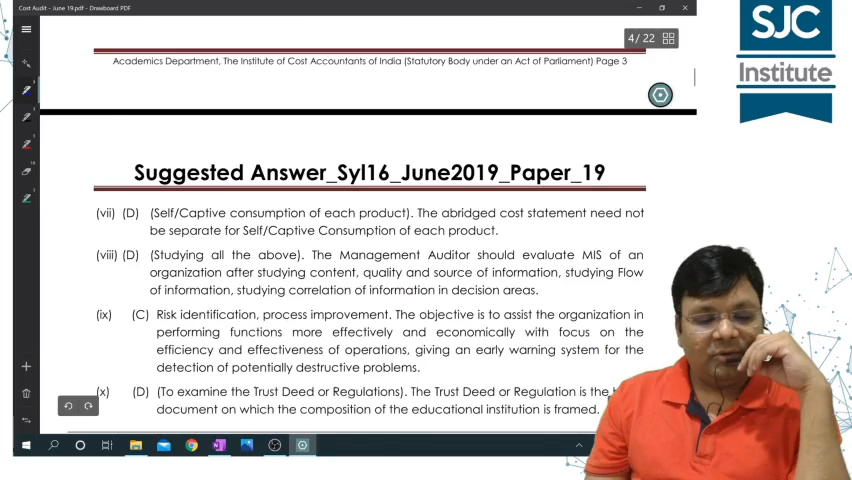 Cost Audit - June 19.pdf - Drawboard PDF
SJC
Institute
4 / 22
Academics Department, The Institute of Cost Accountants of India (Statutory Body under an Act of Parliament) Page 3
Suggested Answer_Syl16_June2019_Paper_19
(vii) (D) (Self/Captive consumption of each product). The abridged cost statement need not
be separate for Self/Captive Consumption of each product.
(viii) (D) (Studying all the above). The Management Auditor should evaluate MIS of an
organization after studying content, quality and source of information, studying Flow
of information, studying correlation of information in decision areas.
(ix) (C) Risk identification, process improvement. The objective is to assist the organization in
performing functions more effectively and economically with focus on the
efficiency and effectiveness of operations, giving an early warning system for the
detection of potentially destructive problems.
(x) (D) (To examine the Trust Deed or Regulations). The Trust Deed or Regulation is the
document on which the composition of the educational institution is framed.